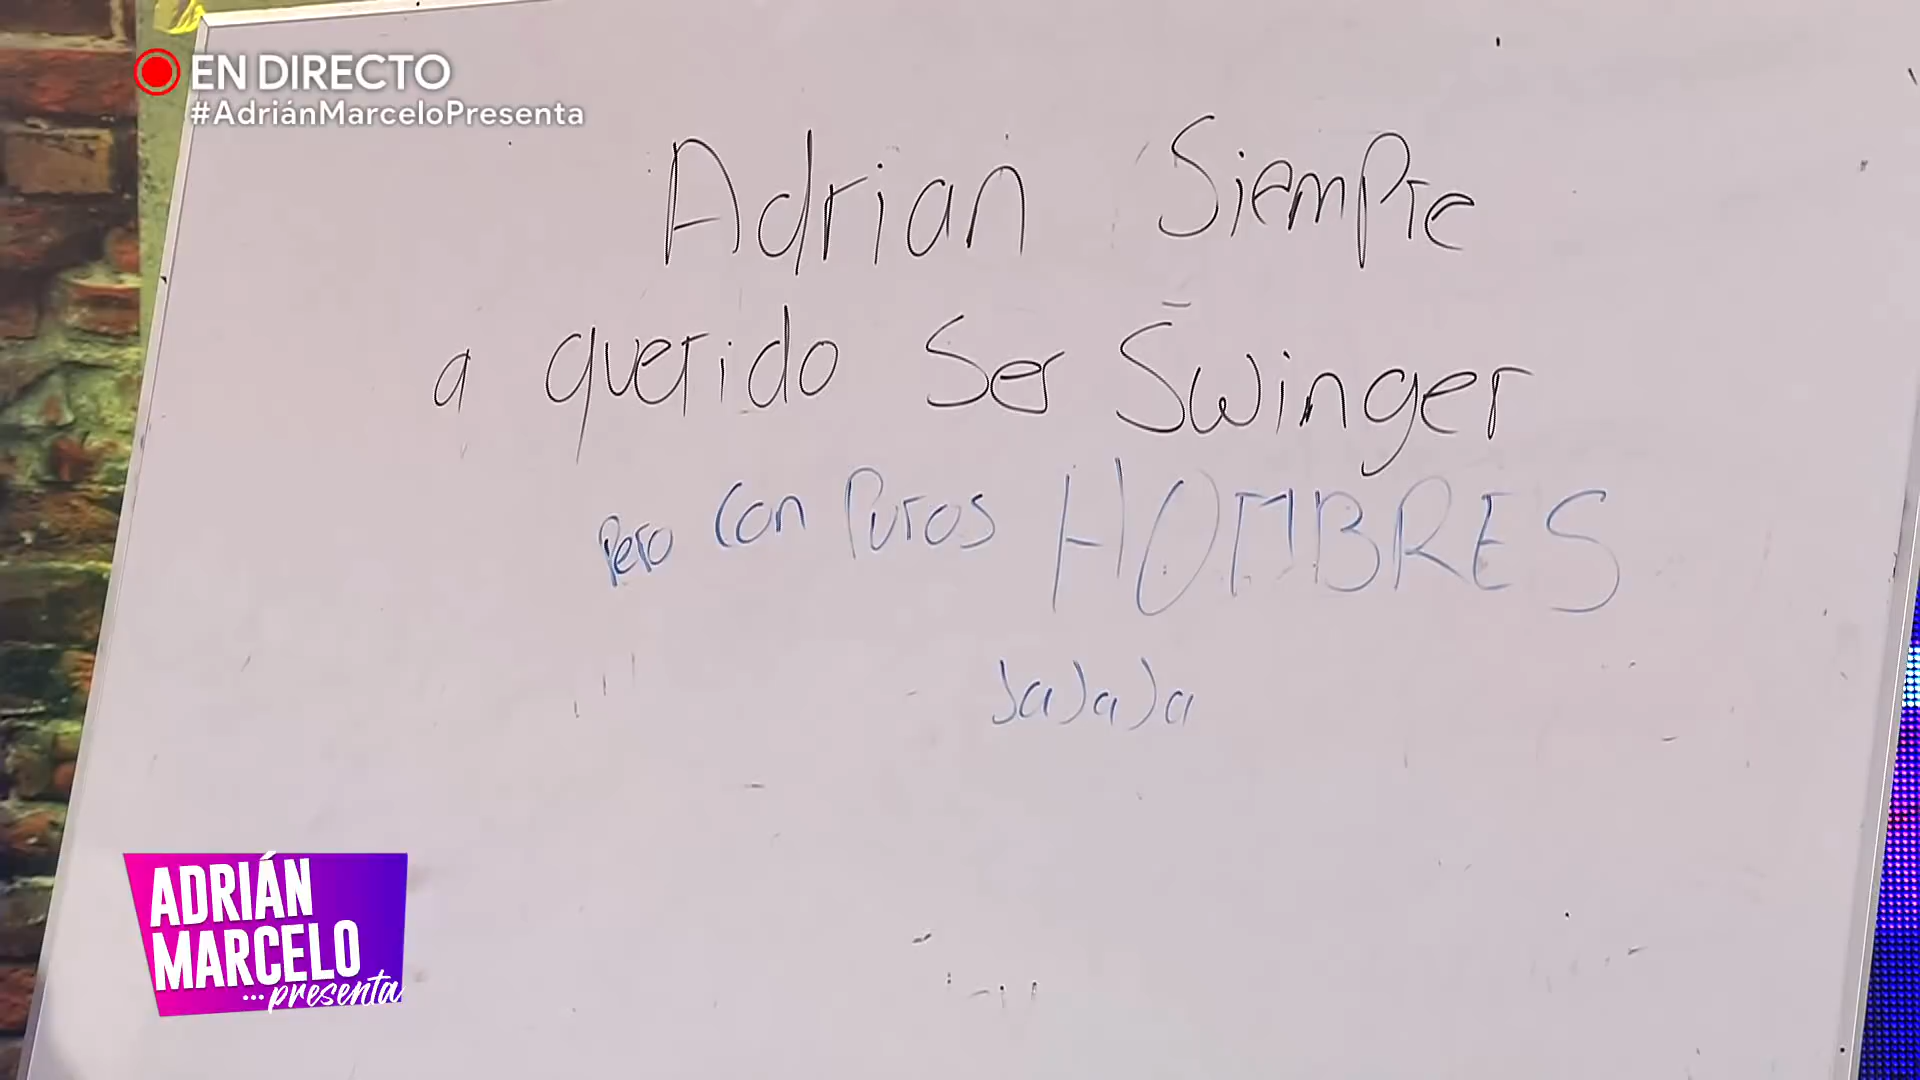 EN DIRECTO
#AdriánMarceloPresenta
Adrian Siempre
a querido Ser Swinger
Pero Con Puros HOMBRES
JaJaJa
ADRIÁN
MARCELO
...presenta